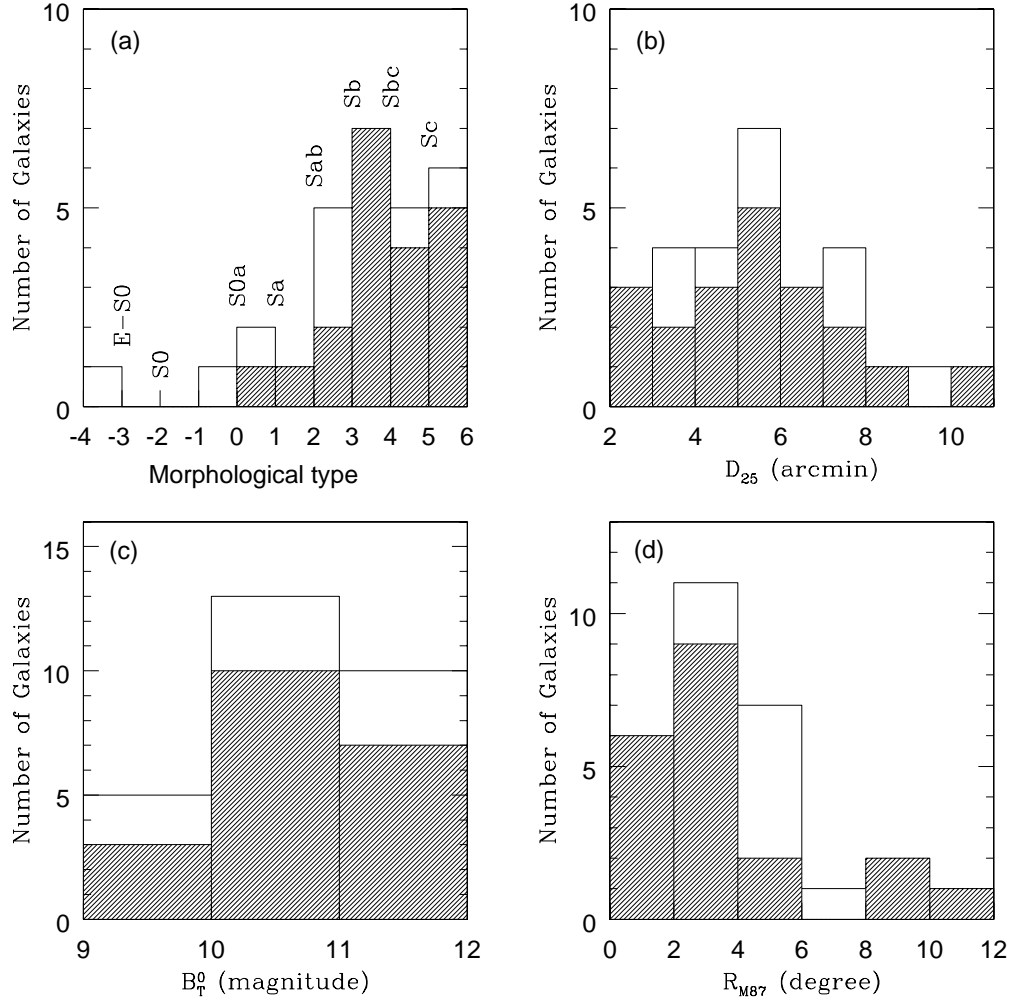 (a)
10
5
0
Number of Galaxies
E-S0
S0
S0a
Sa
Sab
Sb
Sbc
Sc
-4 -3 -2 -1 0 1 2 3 4 5 6
Morphological type
(b)
10
5
0
Number of Galaxies
2 4 6 8 10
D25 (arcmin)
(c)
15
10
5
0
Number of Galaxies
9 10 11 12
B0T (magnitude)
(d)
10
5
0
Number of Galaxies
0 2 4 6 8 10 12
RM87 (degree)